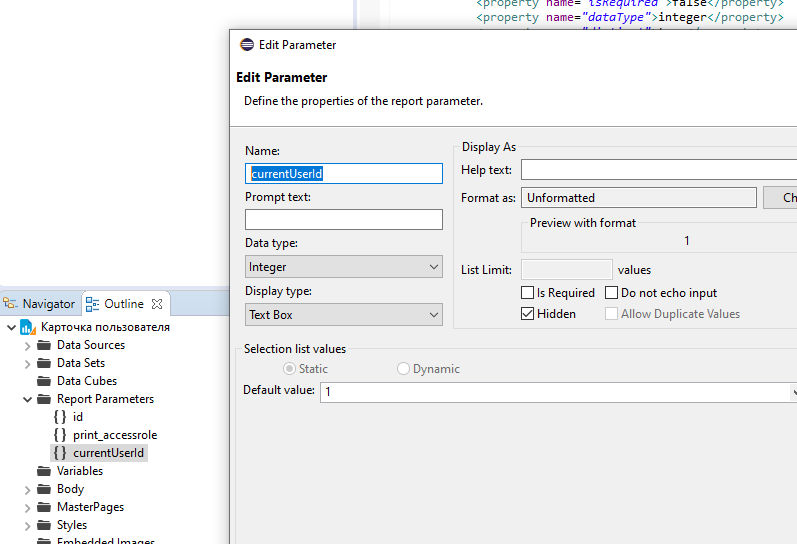 <property name="isRequired">false</property>
<property name="dataType">integer</property>
Edit Parameter
Edit Parameter
Define the properties of the report parameter.
Name:
currentUserId
Prompt text:
Data type:
Integer
Display type:
Text Box
Display As
Help text:
Format as:
Unformatted
Ch
Preview with format
1
List Limit:
values
Is Required
Do not echo input
Hidden
Allow Duplicate Values
Selection list values
Static
Dynamic
Default value:
1
Navigator
Outline
Карточка пользователя
Data Sources
Data Sets
Data Cubes
Report Parameters
{ } id
{ } print_accessrole
{ } currentUserId
Variables
Body
MasterPages
Styles
Embedded Images